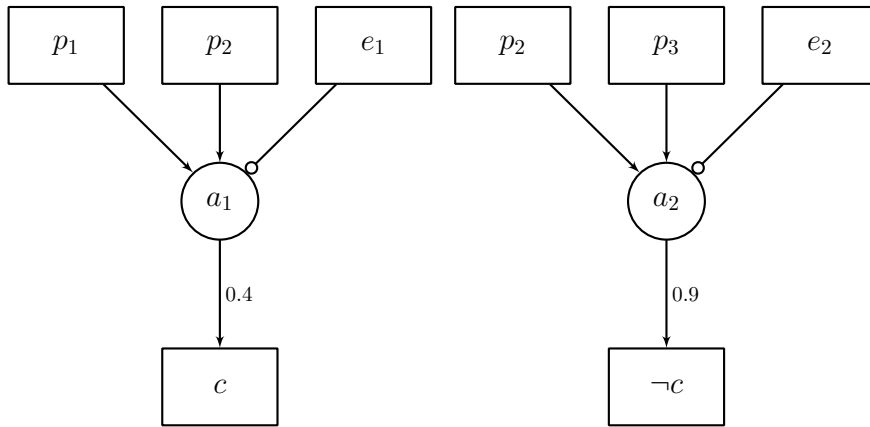 p₁ p₂ e₁ p₂ p₃ e₂
a₁ a₂
0.4 0.9
c ¬c